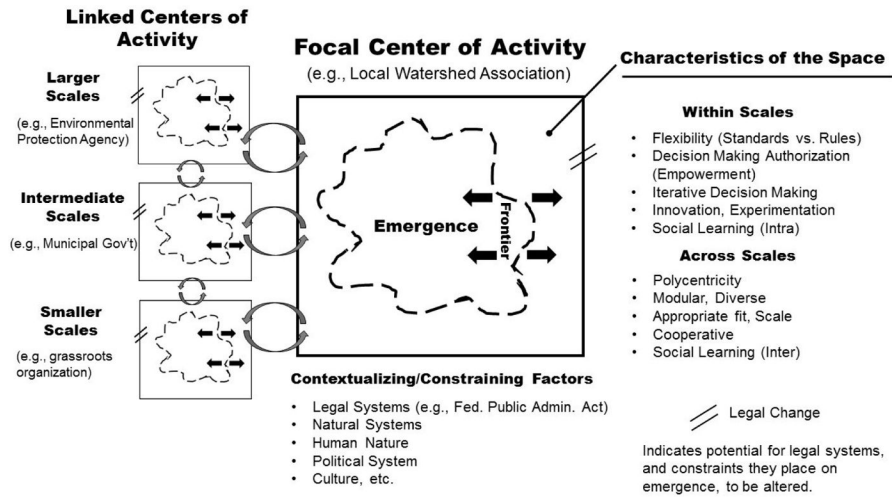 Linked Centers of
Activity
Larger
Scales
(e.g., Environmental
Protection Agency)
Intermediate
Scales
(e.g., Municipal Gov't)
Smaller
Scales
(e.g., grassroots
organization)
Focal Center of Activity
(e.g., Local Watershed Association)
Emergence
Frontier
Contextualizing/Constraining Factors
• Legal Systems (e.g., Fed. Public Admin. Act)
• Natural Systems
• Human Nature
• Political System
• Culture, etc.
Characteristics of the Space
Within Scales
• Flexibility (Standards vs. Rules)
• Decision Making Authorization
(Empowerment)
• Iterative Decision Making
• Innovation, Experimentation
• Social Learning (Intra)
Across Scales
• Polycentricity
• Modular, Diverse
• Appropriate fit, Scale
• Cooperative
• Social Learning (Inter)
Legal Change
Indicates potential for legal systems,
and constraints they place on
emergence, to be altered.